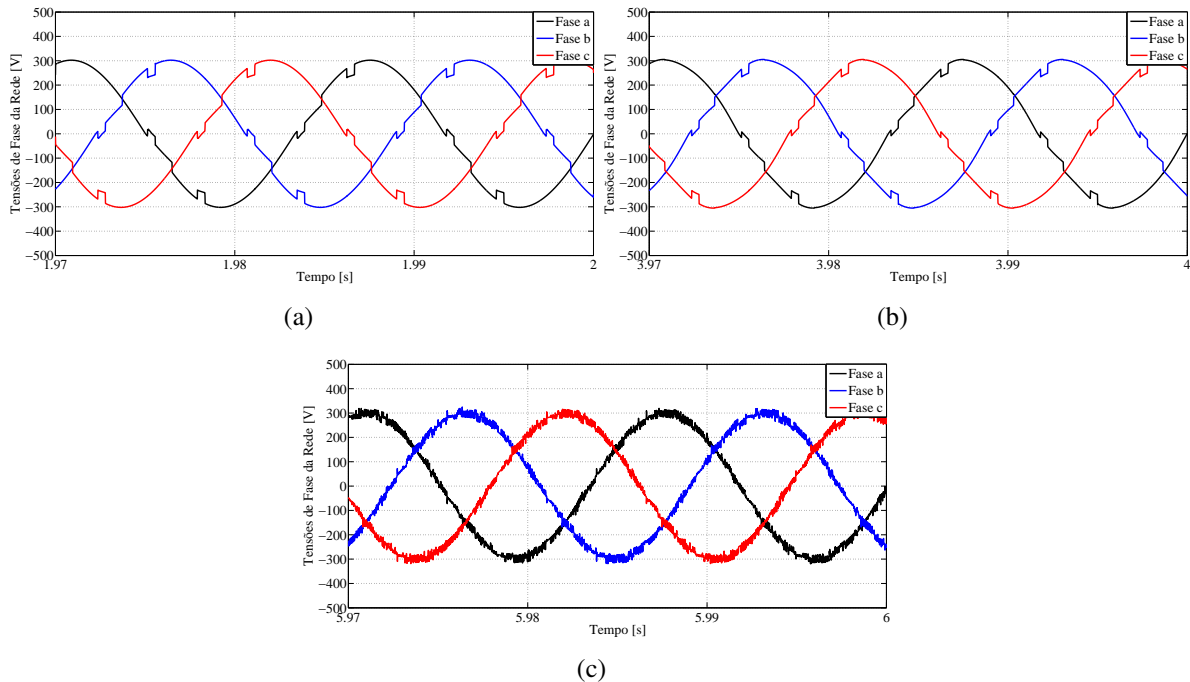 500
400
300
200
100
0
−100
−200
−300
−400
−500
1.97
1.98
1.99
2
Tempo [s]
Tensões de Fase da Rede [V]
Fase a
Fase b
Fase c
(a)
500
400
300
200
100
0
−100
−200
−300
−400
−500
3.97
3.98
3.99
4
Tempo [s]
Tensões de Fase da Rede [V]
Fase a
Fase b
Fase c
(b)
500
400
300
200
100
0
−100
−200
−300
−400
−500
5.97
5.98
5.99
6
Tempo [s]
Tensões de Fase da Rede [V]
Fase a
Fase b
Fase c
(c)